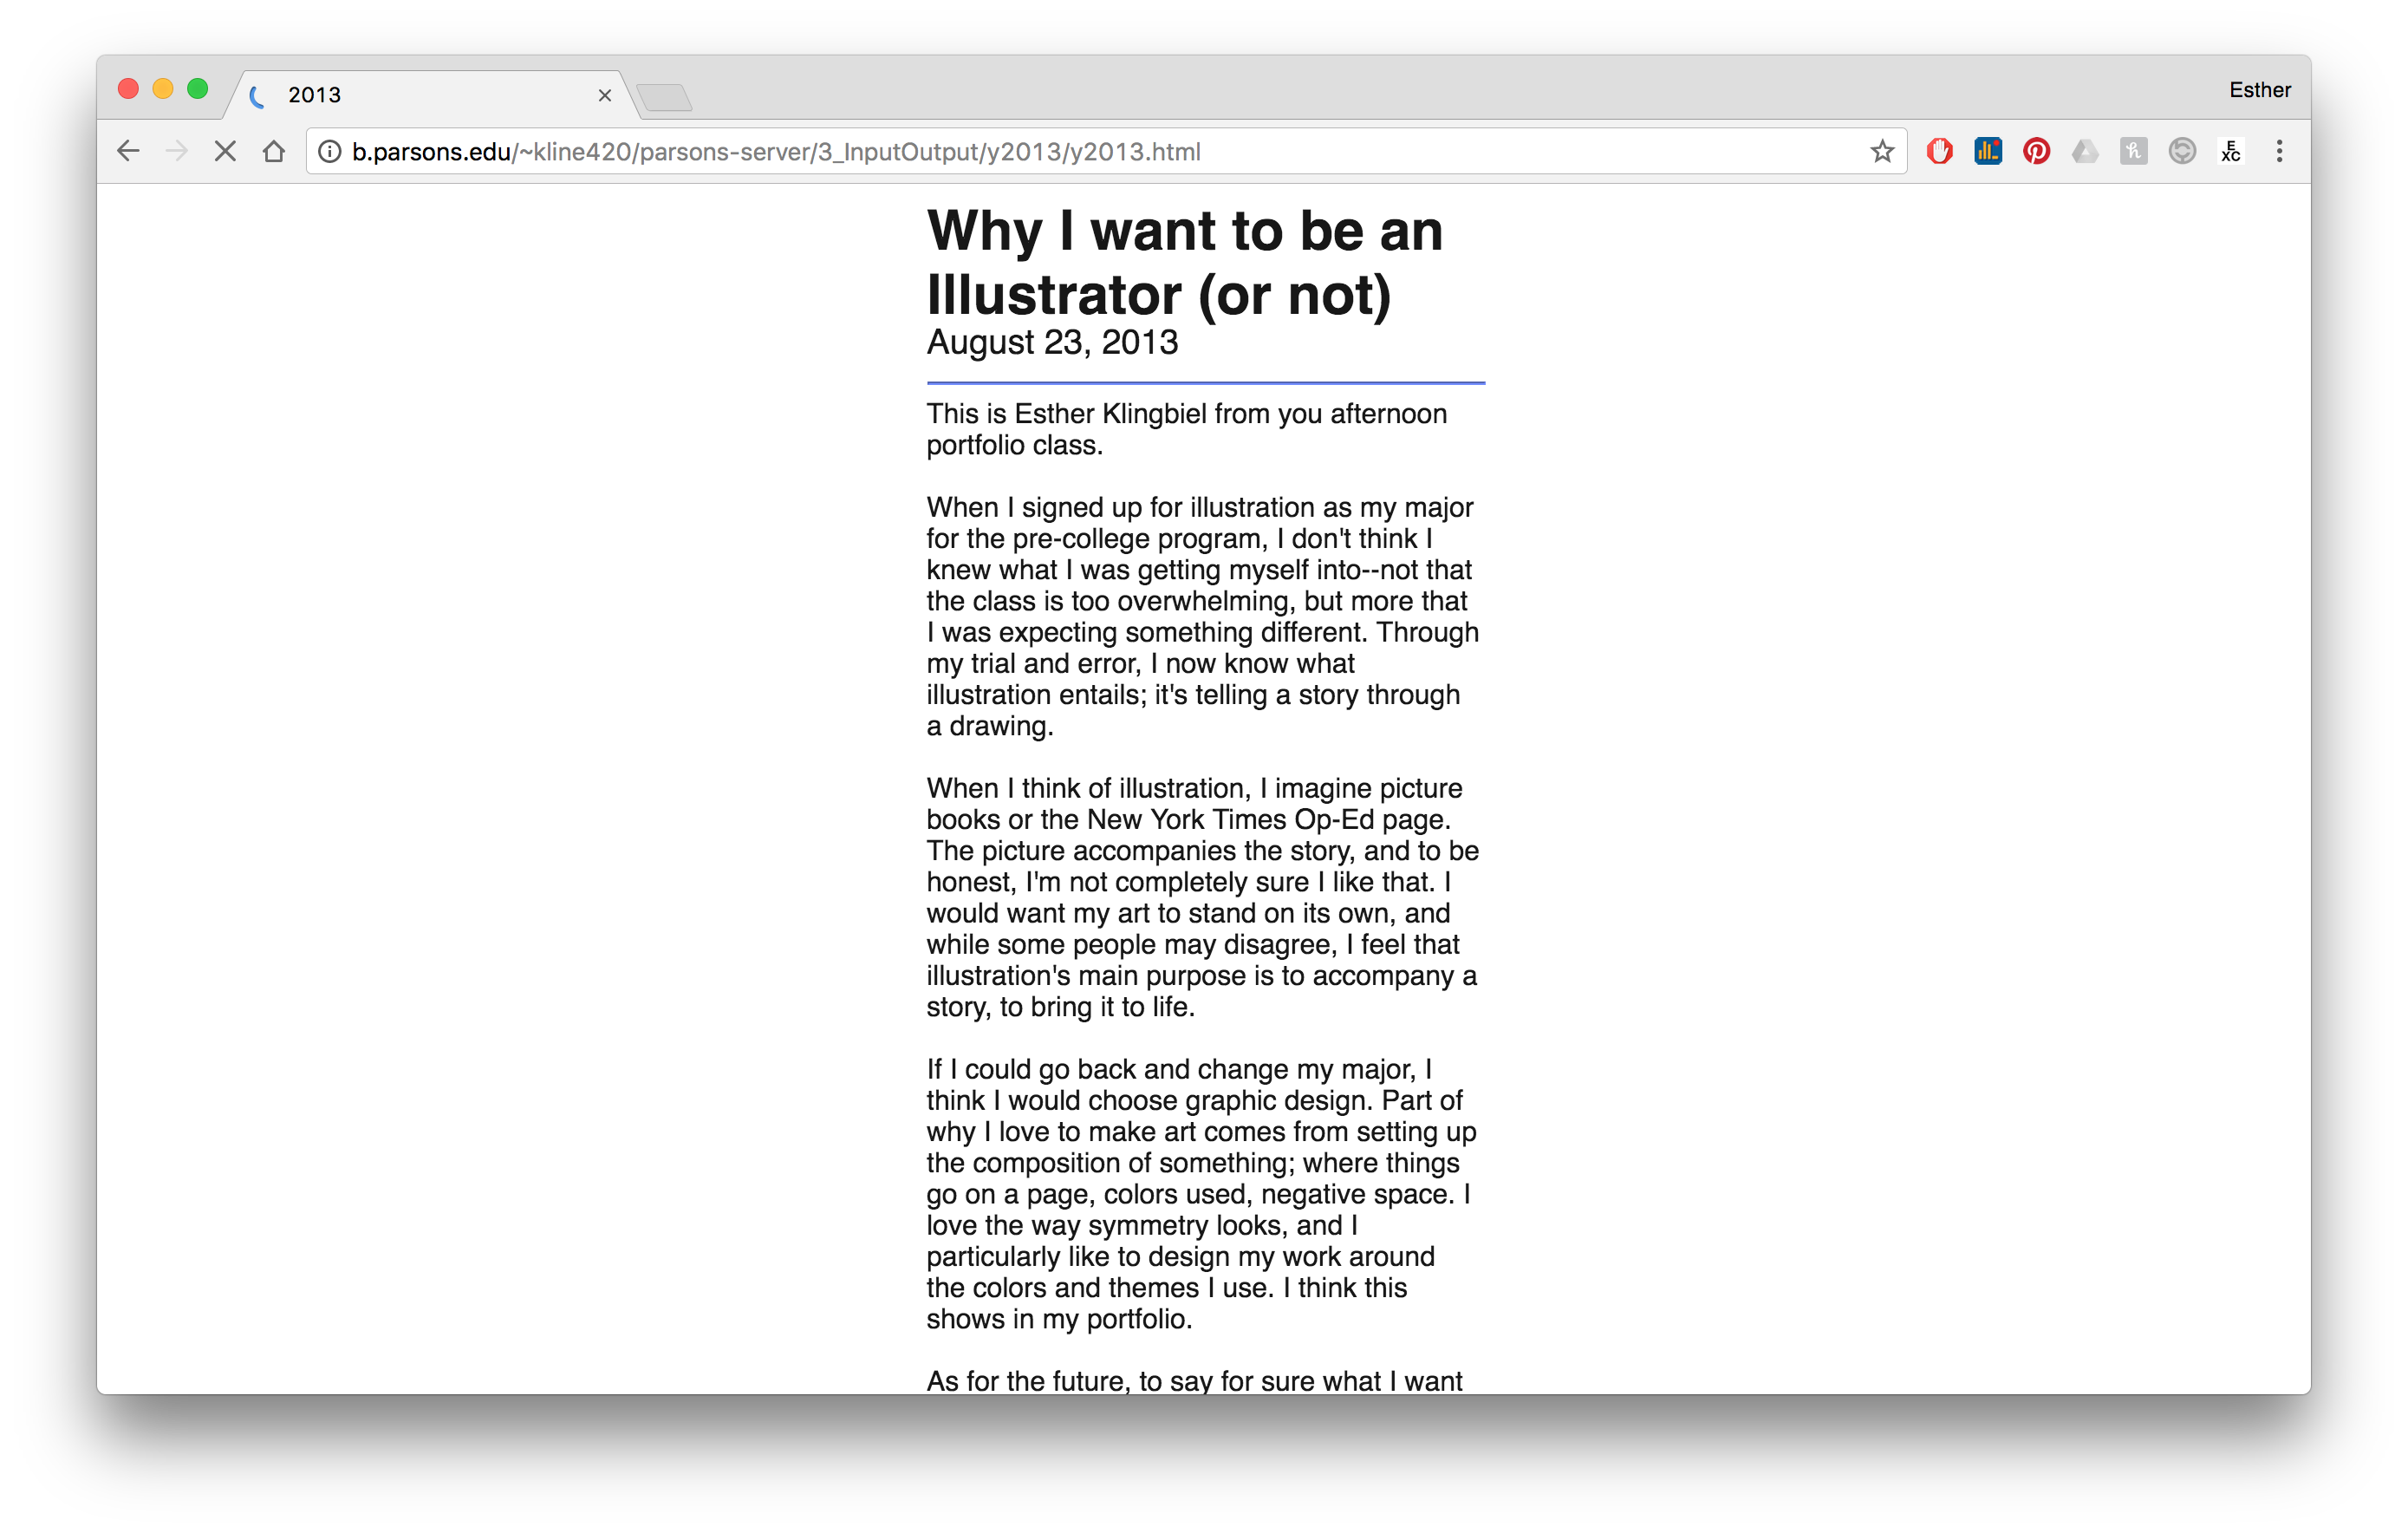 2013
Esther
b.parsons.edu/~kline420/parsons-server/3_InputOutput/y2013/y2013.html
E
XC
Why I want to be an
Illustrator (or not)
August 23, 2013
This is Esther Klingbiel from you afternoon
portfolio class.
When I signed up for illustration as my major
for the pre-college program, I don't think I
knew what I was getting myself into--not that
the class is too overwhelming, but more that
I was expecting something different. Through
my trial and error, I now know what
illustration entails; it's telling a story through
a drawing.
When I think of illustration, I imagine picture
books or the New York Times Op-Ed page.
The picture accompanies the story, and to be
honest, I'm not completely sure I like that. I
would want my art to stand on its own, and
while some people may disagree, I feel that
illustration's main purpose is to accompany a
story, to bring it to life.
If I could go back and change my major, I
think I would choose graphic design. Part of
why I love to make art comes from setting up
the composition of something; where things
go on a page, colors used, negative space. I
love the way symmetry looks, and I
particularly like to design my work around
the colors and themes I use. I think this
shows in my portfolio.
As for the future, to say for sure what I want